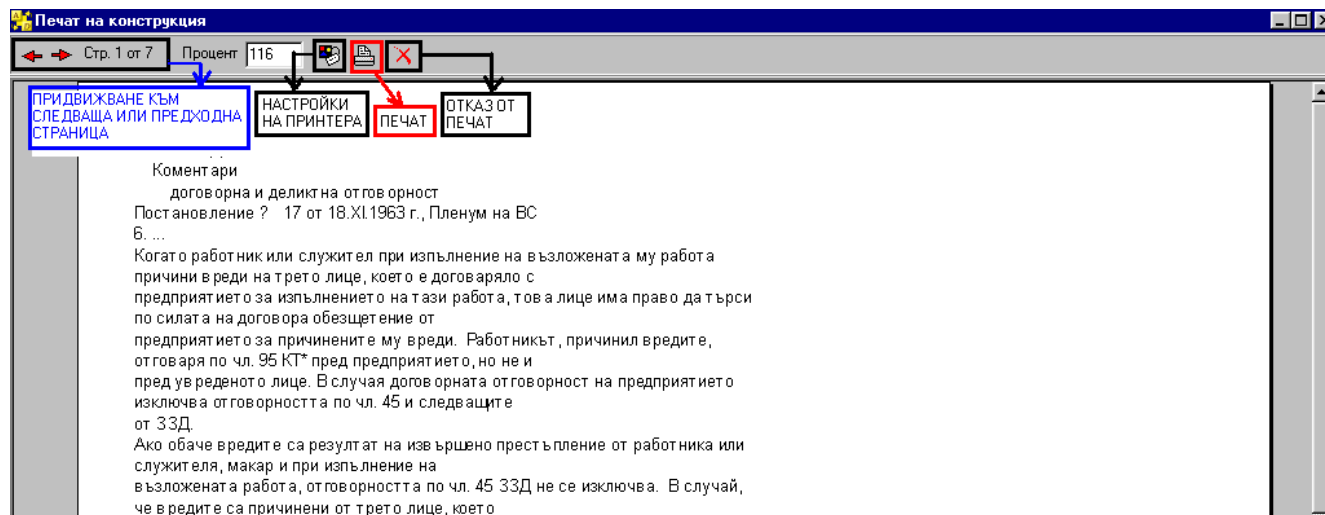 Печат на конструкция
Стр. 1 от 7 Процент 116
ПРИДВИЖВАНЕ КЪМ
СЛЕДВАЩА ИЛИ ПРЕДХОДНА
СТРАНИЦА
НАСТРОЙКИ
НА ПРИНТЕРА
ПЕЧАТ
ОТКАЗ ОТ
ПЕЧАТ
Коментари
договорна и деликтна отговорност
Постановление ? 17 от 18.XI.1963 г., Пленум на ВС
6. ...
Когато работник или служител при изпълнение на възложената му работа
причини вреди на трето лице, което е договаряло с
предприятието за изпълнението на тази работа, това лице има право да търси
по силата на договора обезщетение от
предприятието за причинените му вреди. Работникът, причинил вредите,
отговаря по чл. 95 КТ* пред предприятието, но не и
пред увреденото лице. В случая договорната отговорност на предприятието
изключва отговорността по чл. 45 и следващите
от ЗЗД.
Ако обаче вредите са резултат на извършено престъпление от работника или
служителя, макар и при изпълнение на
възложената работа, отговорността по чл. 45 ЗЗД не се изключва. В случай,
че вредите са причинени от трето лице, което